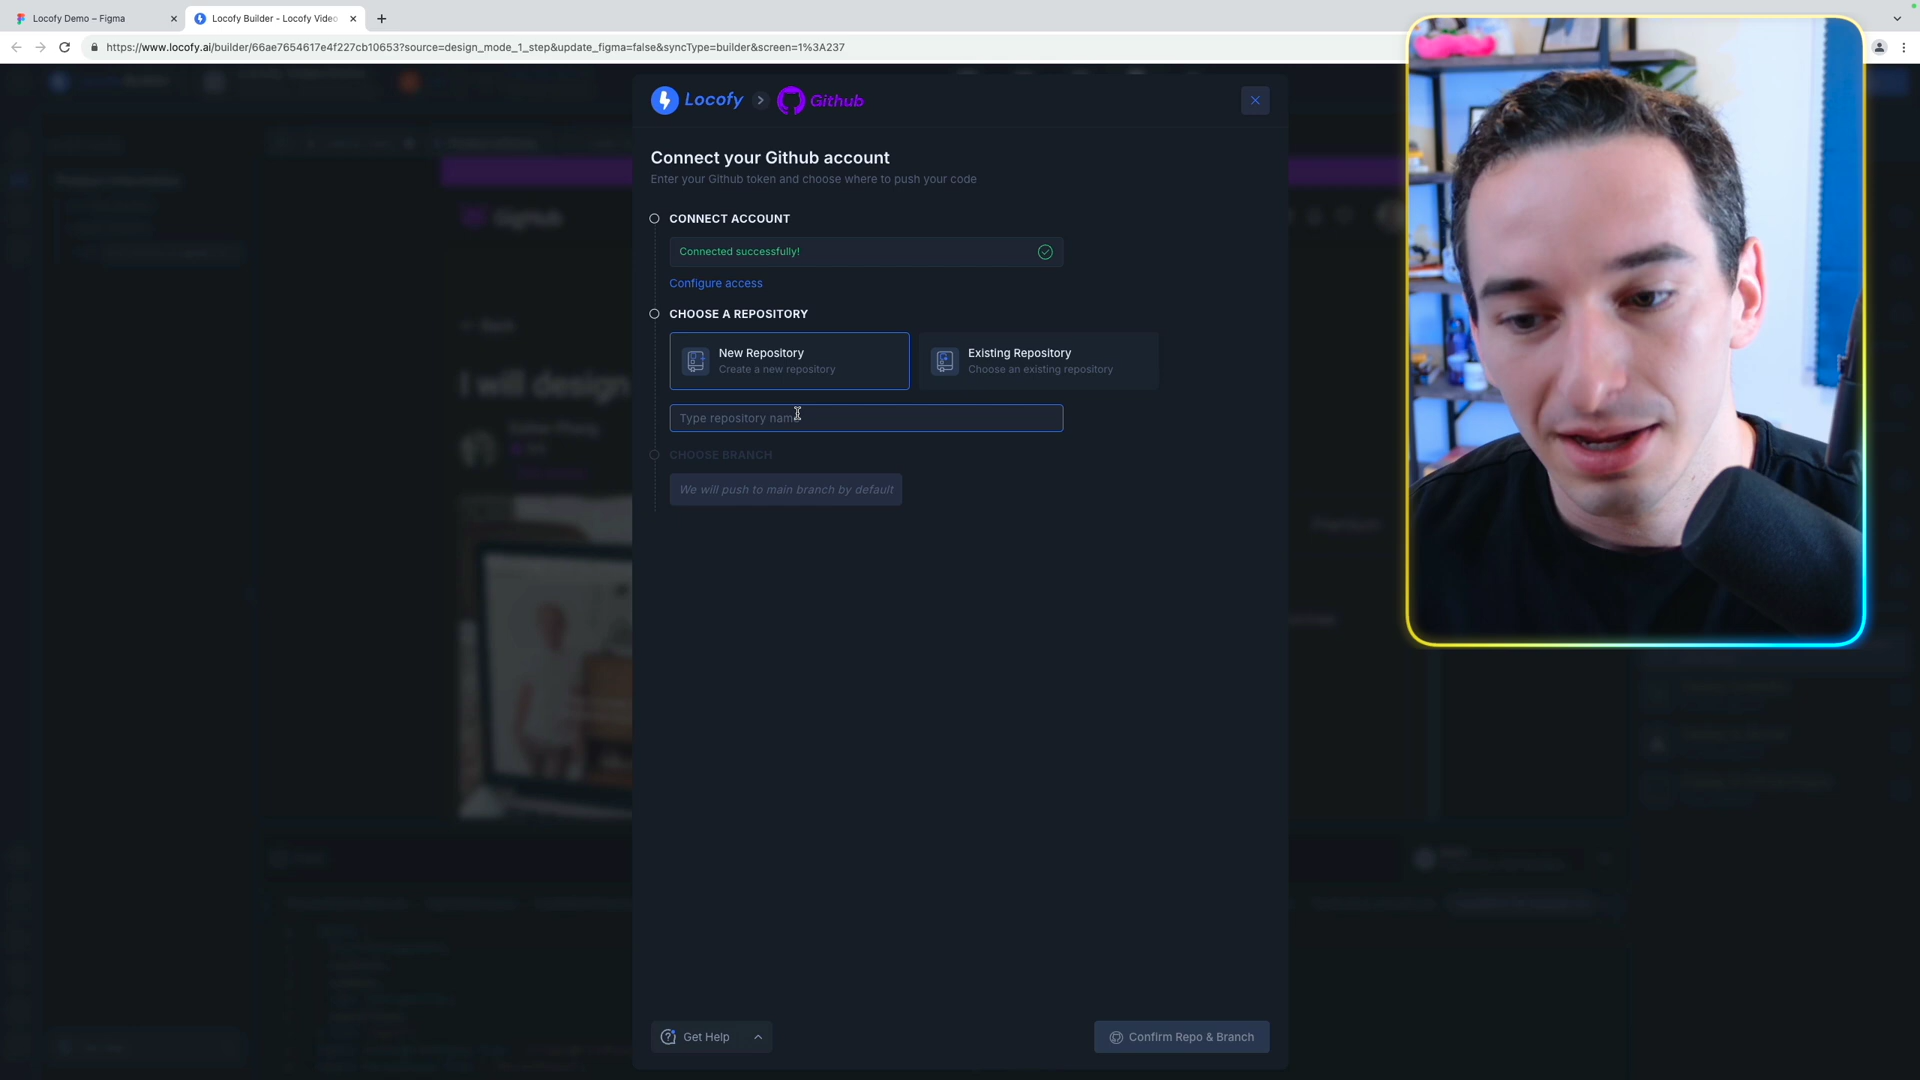 Locofy Demo – Figma
Locofy Builder - Locofy Video
https://www.locofy.ai/builder/66ae7654617e4f227cb10653?source=design_mode_1_step&update_figma=false&syncType=builder&screen=1%3A237
Locofy > Github
Connect your Github account
Enter your Github token and choose where to push your code
CONNECT ACCOUNT
Connected successfully!
Configure access
CHOOSE A REPOSITORY
New Repository
Create a new repository
Existing Repository
Choose an existing repository
Type repository name
CHOOSE BRANCH
We will push to main branch by default
GigHub
Back
I will design
Get Help
Confirm Repo & Branch